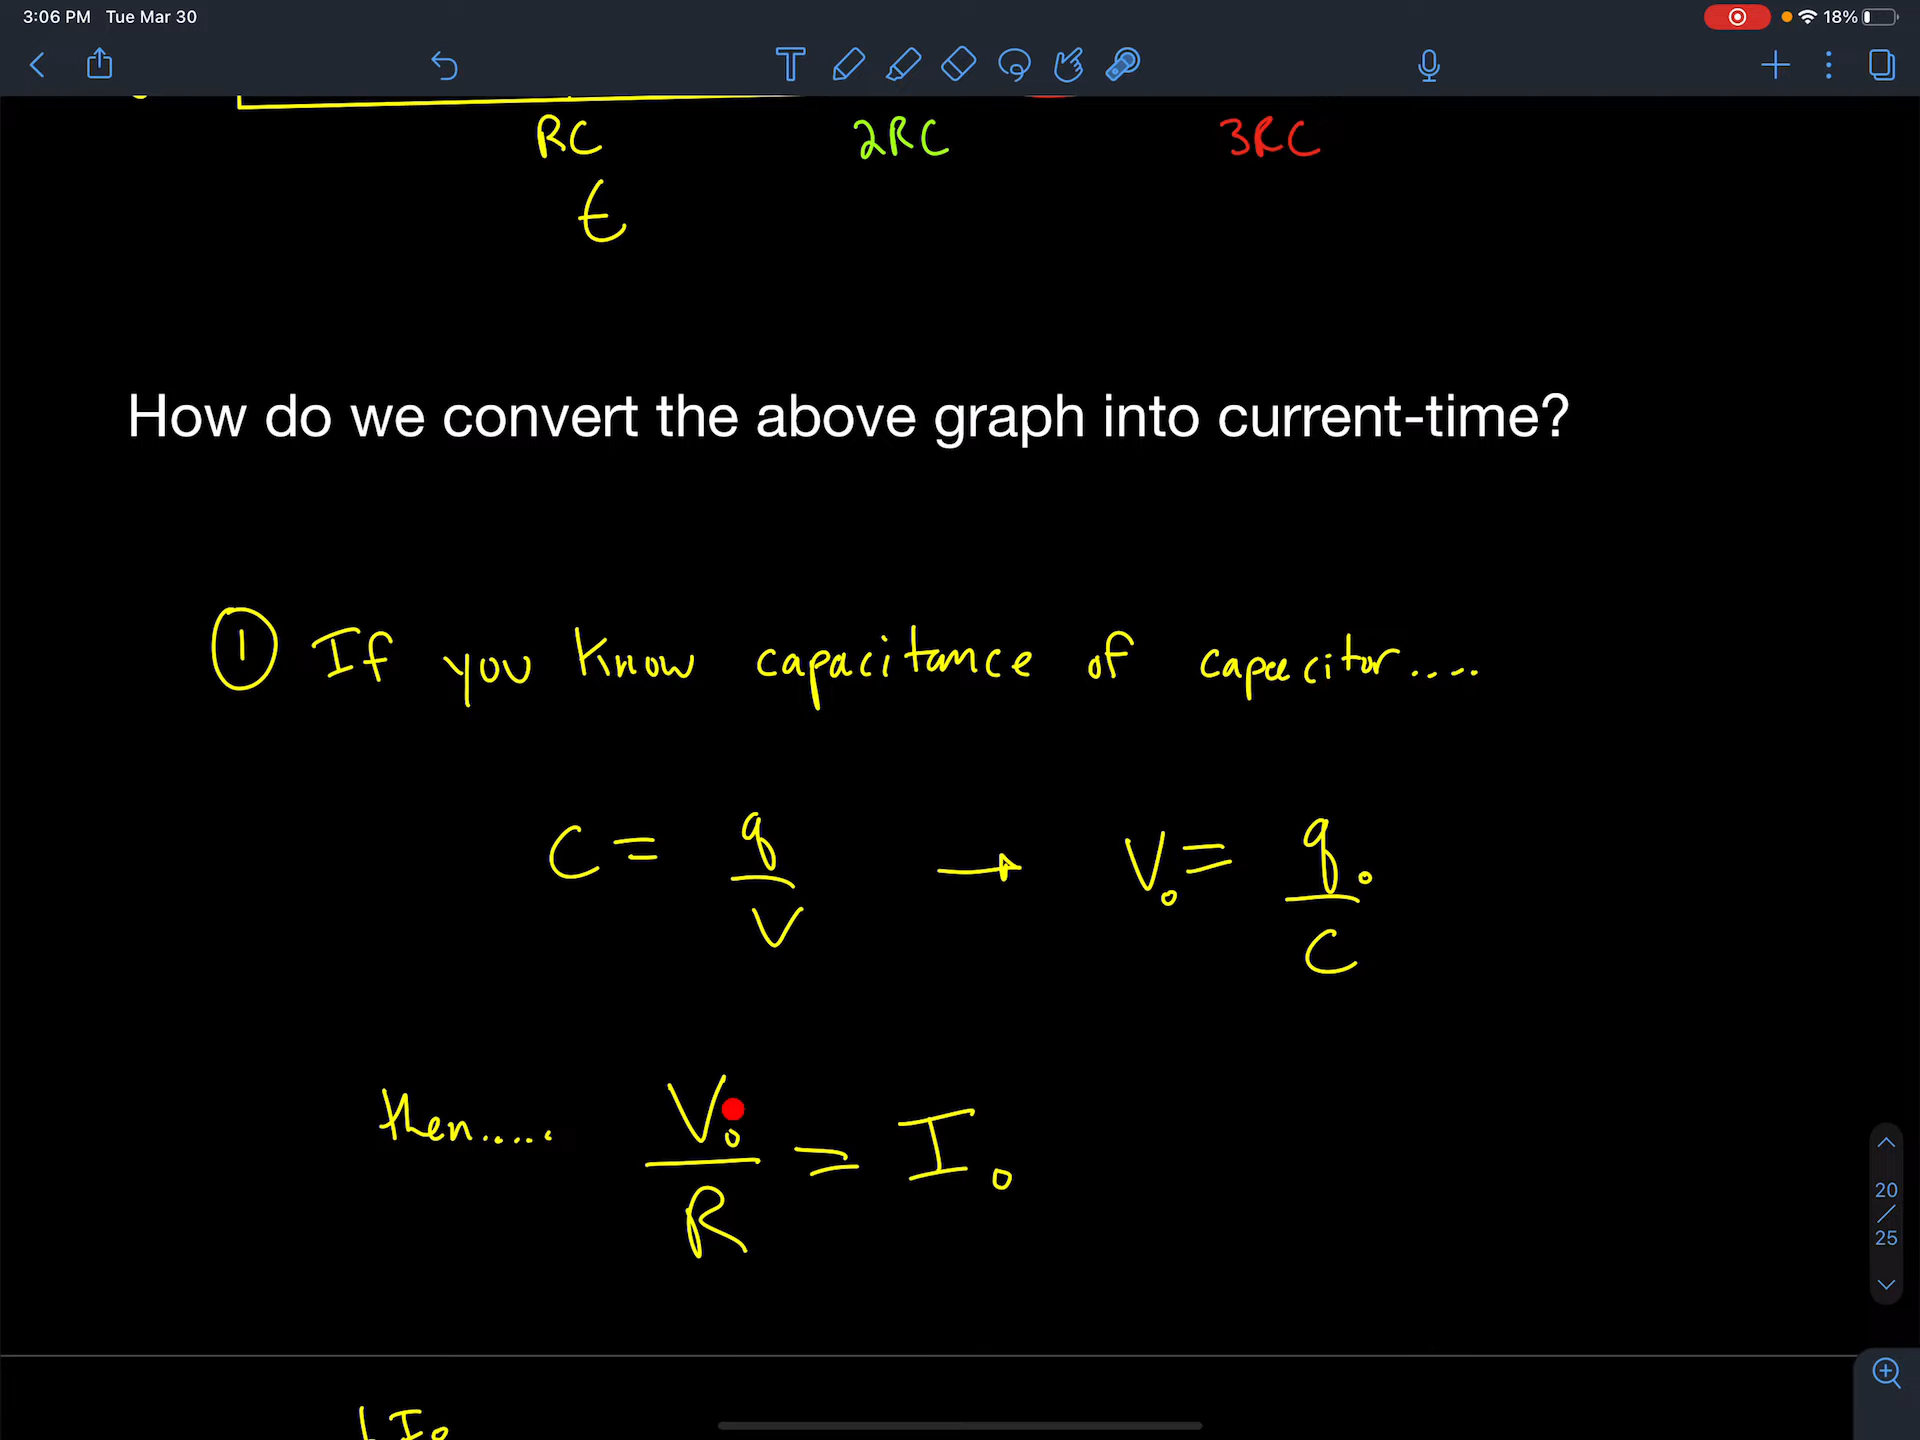 3:06 PM Tue Mar 30
18%
RC 2RC 3RC
t
How do we convert the above graph into current-time?
① If you know capacitance of capacitor....
C = q/V → V₀ = q₀/C
then..... V₀/R = I₀
20
/
25
I₀